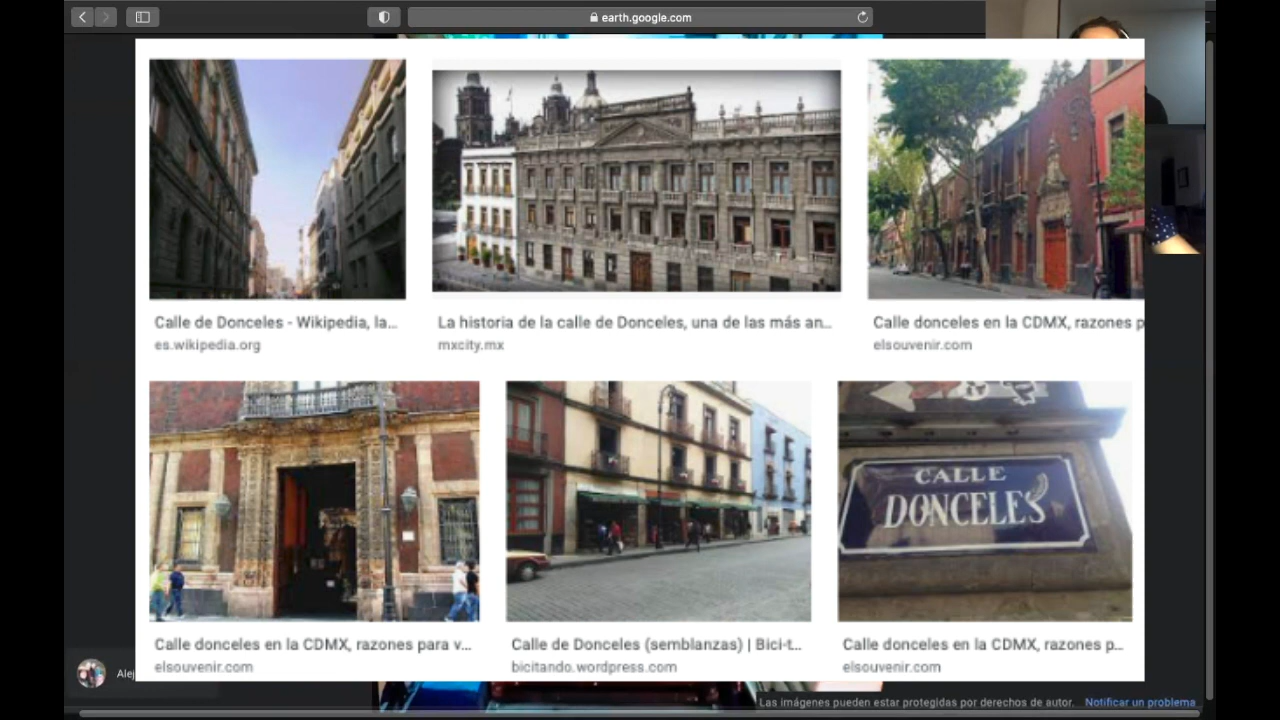 earth.google.com
Calle de Donceles - Wikipedia, la...
es.wikipedia.org
La historia de la calle de Donceles, una de las más an...
mxcity.mx
Calle donceles en la CDMX, razones p
elsouvenir.com
CALLE
DONCELES
Calle donceles en la CDMX, razones para v...
elsouvenir.com
Calle de Donceles (semblanzas) | Bici-t...
bicitando.wordpress.com
Calle donceles en la CDMX, razones p...
elsouvenir.com
Alej
Las imágenes pueden estar protegidas por derechos de autor. Notificar un problema